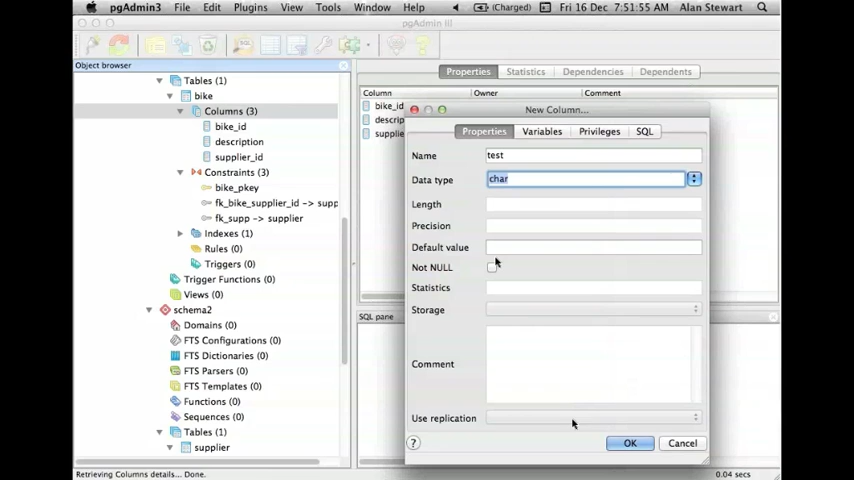 pgAdmin3 File Edit Plugins View Tools Window Help (Charged) Fri 16 Dec 7:51:55 AM Alan Stewart
pgAdmin III
SQL
Object browser
Properties Statistics Dependencies Dependents
Column Owner Comment
Tables (1)
bike
Columns (3)
bike_id
description
supplier_id
Constraints (3)
bike_pkey
fk_bike_supplier_id -> supp
fk_supp -> supplier
Indexes (1)
Rules (0)
Triggers (0)
Trigger Functions (0)
Views (0)
schema2
Domains (0)
FTS Configurations (0)
FTS Dictionaries (0)
FTS Parsers (0)
FTS Templates (0)
Functions (0)
Sequences (0)
Tables (1)
supplier
bike_id
descrip
supplie
SQL pane
New Column...
Properties Variables Privileges SQL
Name test
Data type char
Length
Precision
Default value
Not NULL
Statistics
Storage
Comment
Use replication
? OK Cancel
Retrieving Columns details... Done. 0.04 secs